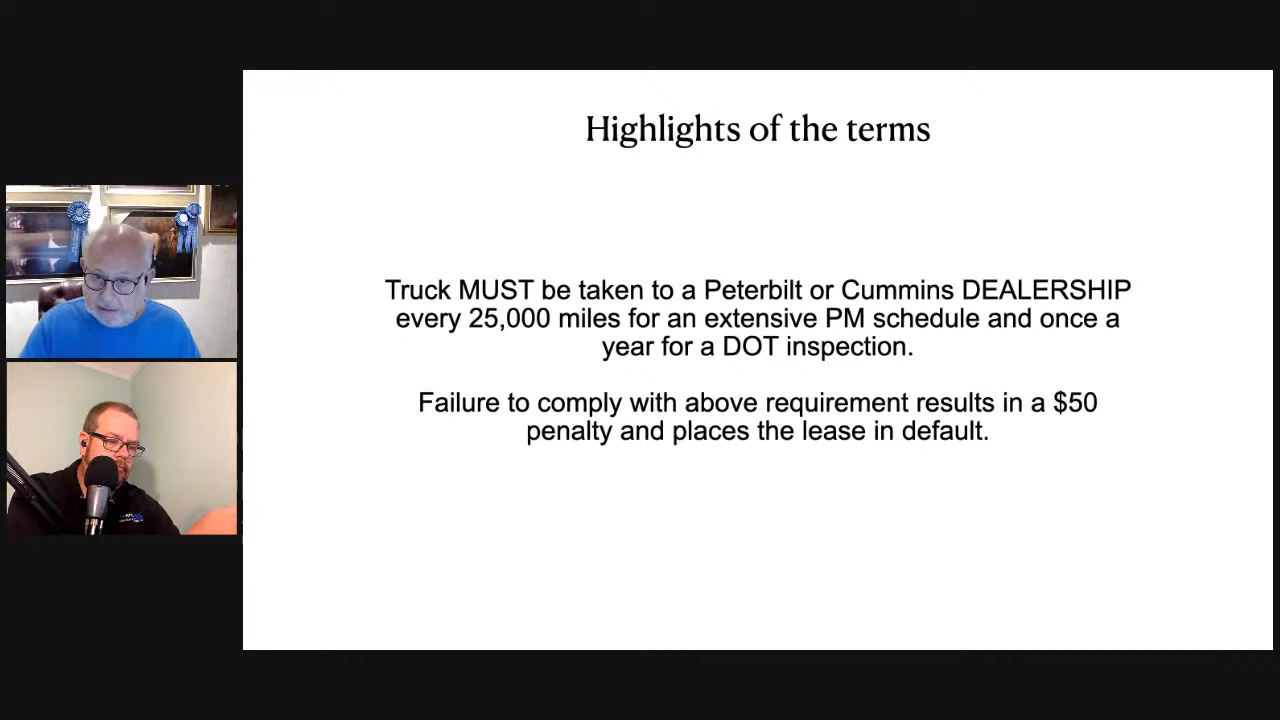 Highlights of the terms
Truck MUST be taken to a Peterbilt or Cummins DEALERSHIP
every 25,000 miles for an extensive PM schedule and once a
year for a DOT inspection.
Failure to comply with above requirement results in a $50
penalty and places the lease in default.